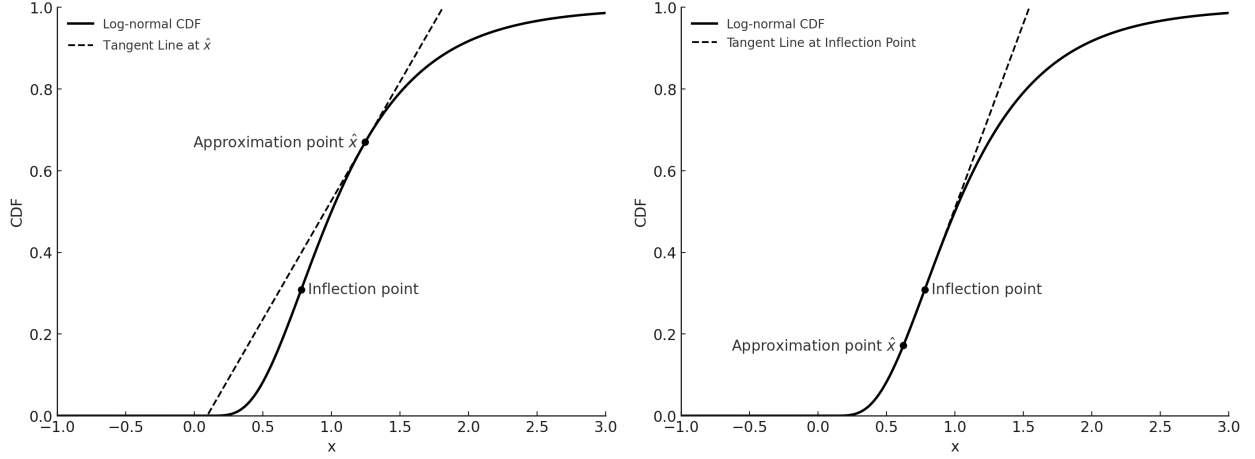 1.0
0.8
0.6
0.4
0.2
0.0
CDF
Log-normal CDF
Tangent Line at x̂
Approximation point x̂
Inflection point
−1.0 −0.5 0.0 0.5 1.0 1.5 2.0 2.5 3.0
x
1.0
0.8
0.6
0.4
0.2
0.0
CDF
Log-normal CDF
Tangent Line at Inflection Point
Inflection point
Approximation point x̂
−1.0 −0.5 0.0 0.5 1.0 1.5 2.0 2.5 3.0
x